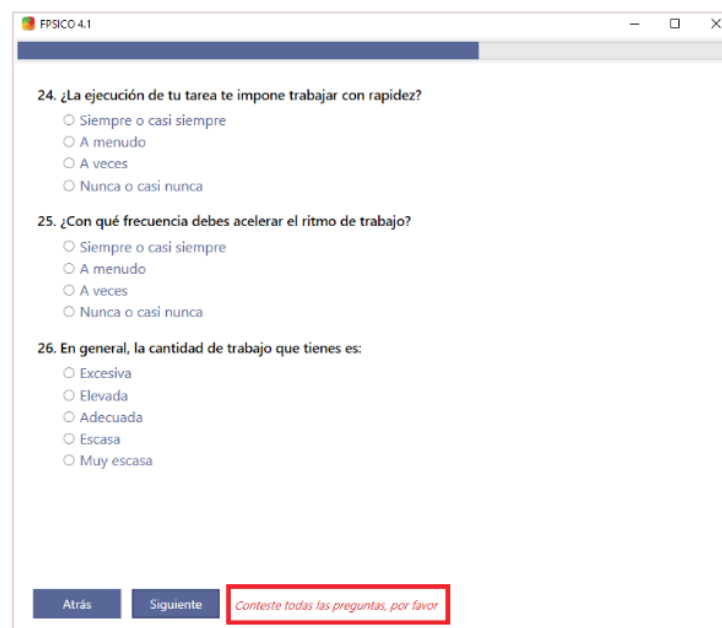 FPSICO 4.1
24. ¿La ejecución de tu tarea te impone trabajar con rapidez?
Siempre o casi siempre
A menudo
A veces
Nunca o casi nunca
25. ¿Con qué frecuencia debes acelerar el ritmo de trabajo?
Siempre o casi siempre
A menudo
A veces
Nunca o casi nunca
26. En general, la cantidad de trabajo que tienes es:
Excesiva
Elevada
Adecuada
Escasa
Muy escasa
Atrás Siguiente Conteste todas las preguntas, por favor